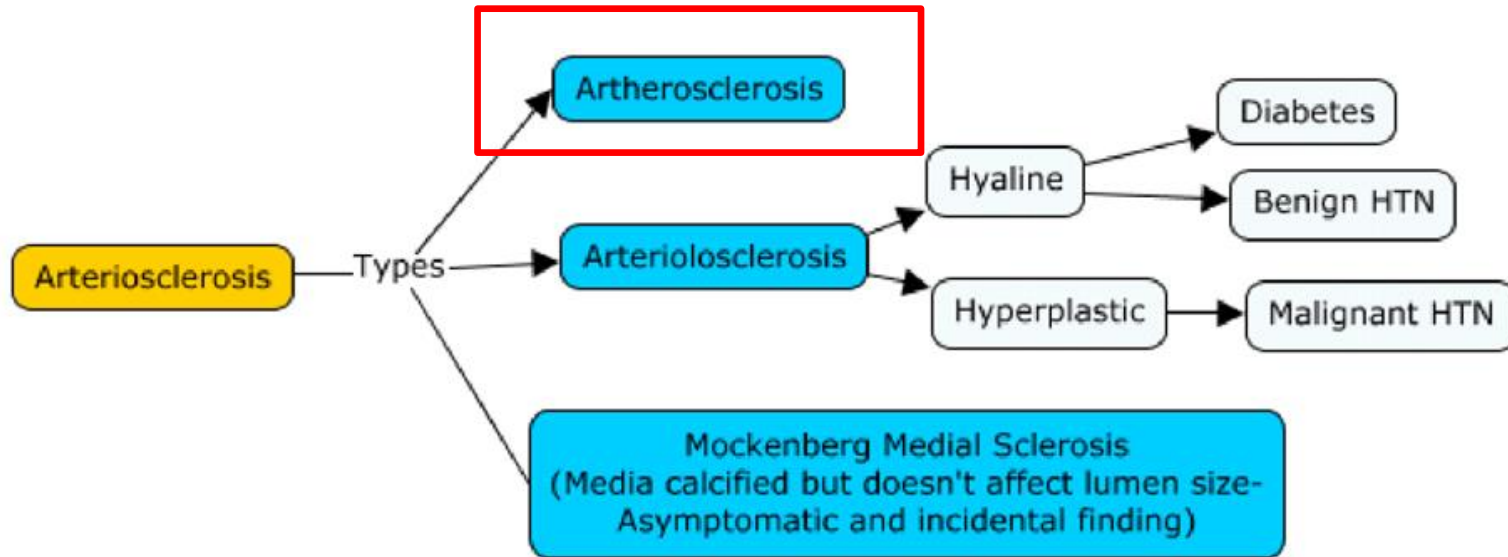 Artherosclerosis
Diabetes
Hyaline
Benign HTN
Arteriosclerosis
Types
Arteriolosclerosis
Hyperplastic
Malignant HTN
Mockenberg Medial Sclerosis
(Media calcified but doesn't affect lumen size-
Asymptomatic and incidental finding)